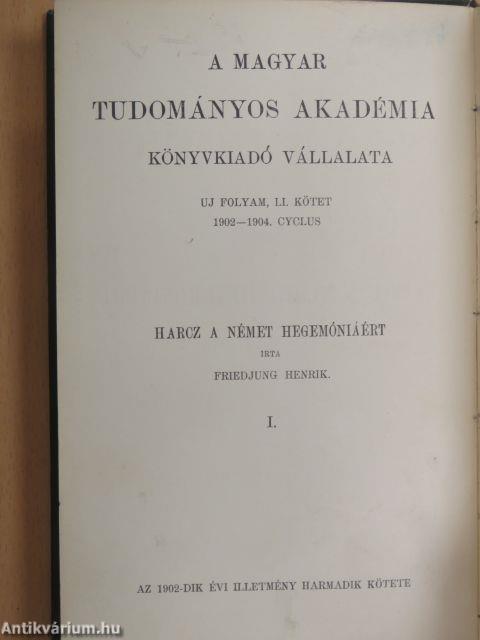 A MAGYAR
TUDOMÁNYOS AKADÉMIA
KÖNYVKIADÓ VÁLLALATA
UJ FOLYAM, LI. KÖTET
1902—1904. CYCLUS
HARCZ A NÉMET HEGEMÓNIÁÉRT
IRTA
FRIEDJUNG HENRIK.
I.
AZ 1902-DIK ÉVI ILLETMÉNY HARMADIK KÖTETE
Antikvárium.hu